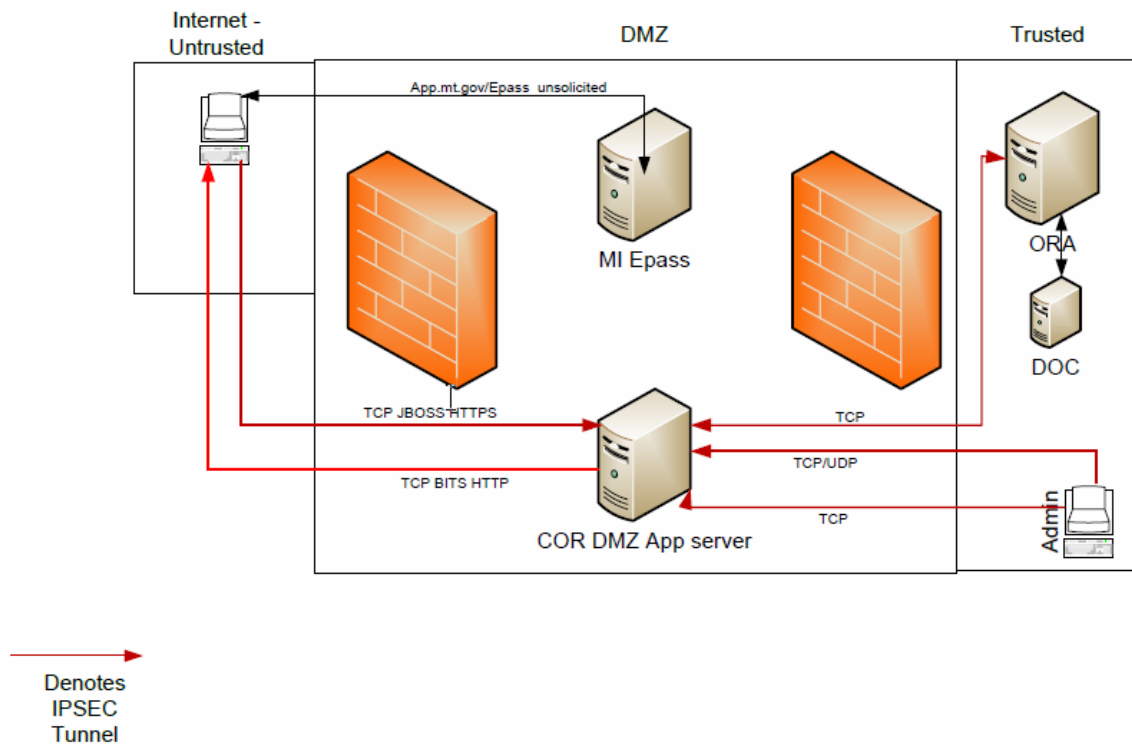 Internet -
Untrusted
DMZ
Trusted
App.mt.gov/Epass unsolicited
MI Epass
ORA
DOC
TCP JBOSS HTTPS
TCP
TCP/UDP
TCP BITS HTTP
TCP
Admin
COR DMZ App server
Denotes
IPSEC
Tunnel